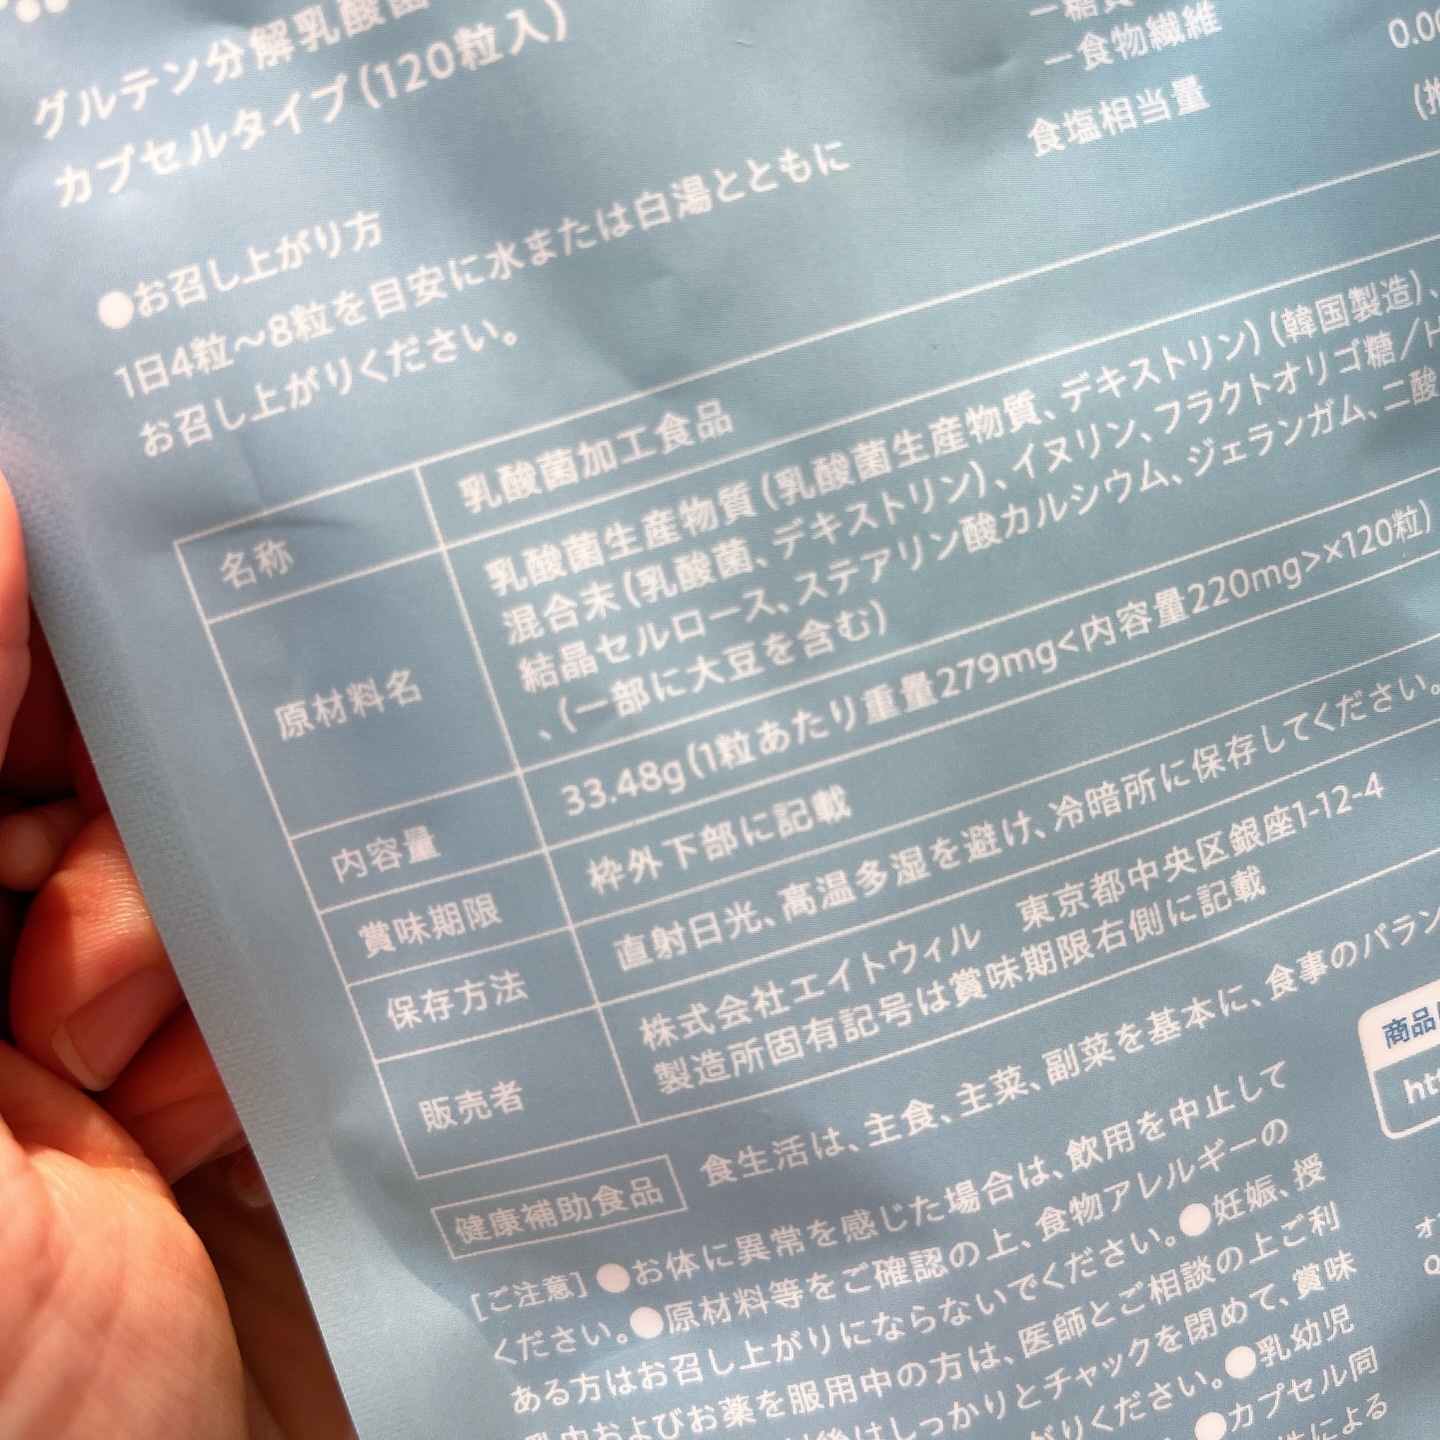 グルテン分解乳酸菌
カプセルタイプ(120粒入)
●お召し上がり方
1日4粒〜8粒を目安に水または白湯とともに
お召し上がりください。
－食物繊維
0.0
食塩相当量
(推
名称
乳酸菌加工食品
原材料名
乳酸菌生産物質(乳酸菌生産物質、デキストリン)(韓国製造)、
混合末(乳酸菌、デキストリン)、イヌリン、フラクトオリゴ糖／H
結晶セルロース、ステアリン酸カルシウム、ジェランガム、二酸
、(一部に大豆を含む)
内容量
33.48g(1粒あたり重量279mg<内容量220mg>×120粒)
賞味期限
枠外下部に記載
保存方法
直射日光、高温多湿を避け、冷暗所に保存してください。
販売者
株式会社エイトウィル 東京都中央区銀座1-12-4
製造所固有記号は賞味期限右側に記載
健康補助食品
食生活は、主食、主菜、副菜を基本に、食事のバラン
商品
htt
[ご注意]●お体に異常を感じた場合は、飲用を中止して
ください。●原材料等をご確認の上、食物アレルギーの
ある方はお召し上がりにならないでください。●妊娠、授
乳中およびお薬を服用中の方は、医師とご相談の上ご利
後はしっかりとチャックを閉めて、賞味
がりください。●乳幼児
●カプセル同
による